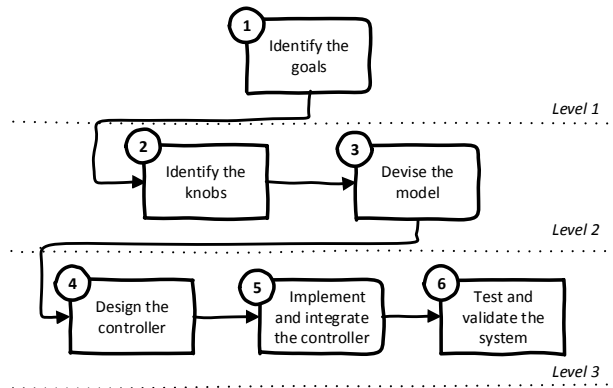 1
Identify the
goals
Level 1
2
Identify the
knobs
3
Devise the
model
Level 2
4
Design the
controller
5
Implement
and integrate
the controller
6
Test and
validate the
system
Level 3